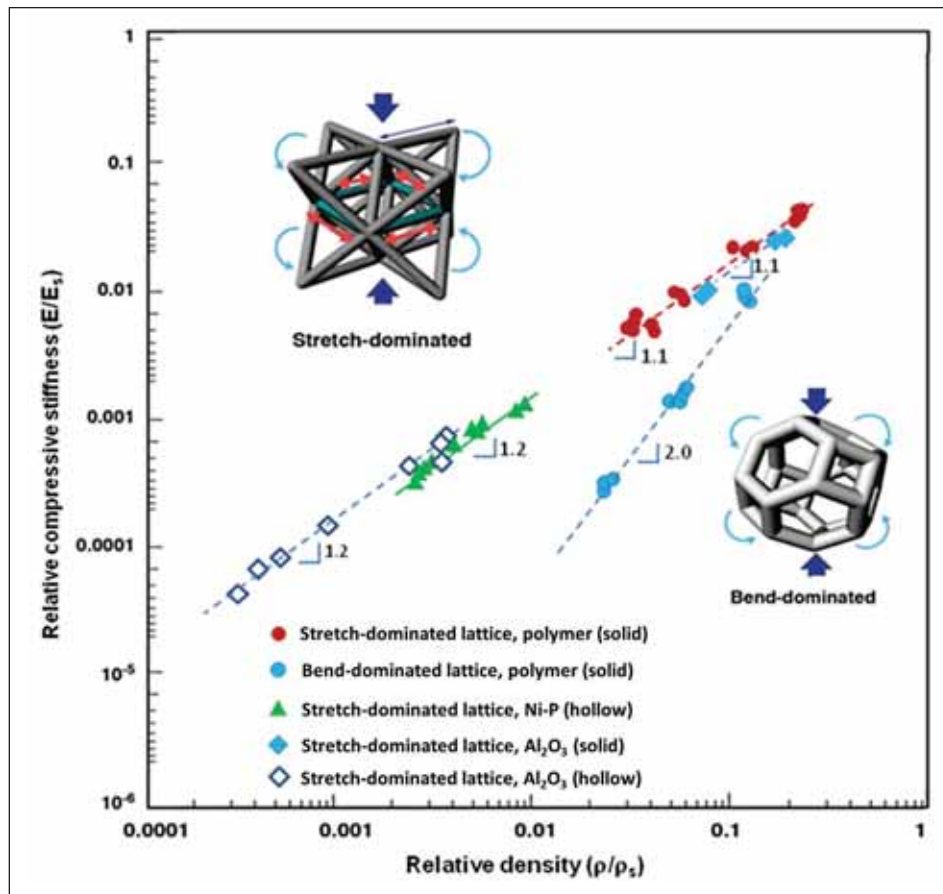 1
0.1
0.01
0.001
0.0001
10⁻⁵
10⁻⁶
Relative compressive stiffness (E/Eₛ)
Stretch-dominated
1.1
1.1
1.2
2.0
1.2
Bend-dominated
Stretch-dominated lattice, polymer (solid)
Bend-dominated lattice, polymer (solid)
Stretch-dominated lattice, Ni-P (hollow)
Stretch-dominated lattice, Al₂O₃ (solid)
Stretch-dominated lattice, Al₂O₃ (hollow)
0.0001 0.001 0.01 0.1 1
Relative density (ρ/ρₛ)